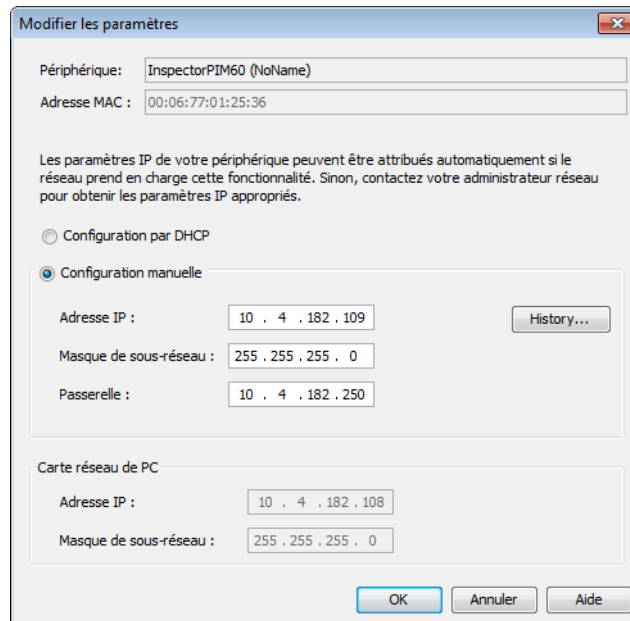 Modifier les paramètres
Périphérique: InspectorPIM60 (NoName)
Adresse MAC : 00:06:77:01:25:36
Les paramètres IP de votre périphérique peuvent être attribués automatiquement si le
réseau prend en charge cette fonctionnalité. Sinon, contactez votre administrateur réseau
pour obtenir les paramètres IP appropriés.
Configuration par DHCP
Configuration manuelle
Adresse IP : 10 . 4 . 182 . 109 History...
Masque de sous-réseau : 255 . 255 . 255 . 0
Passerelle : 10 . 4 . 182 . 250
Carte réseau de PC
Adresse IP : 10 . 4 . 182 . 108
Masque de sous-réseau : 255 . 255 . 255 . 0
OK Annuler Aide